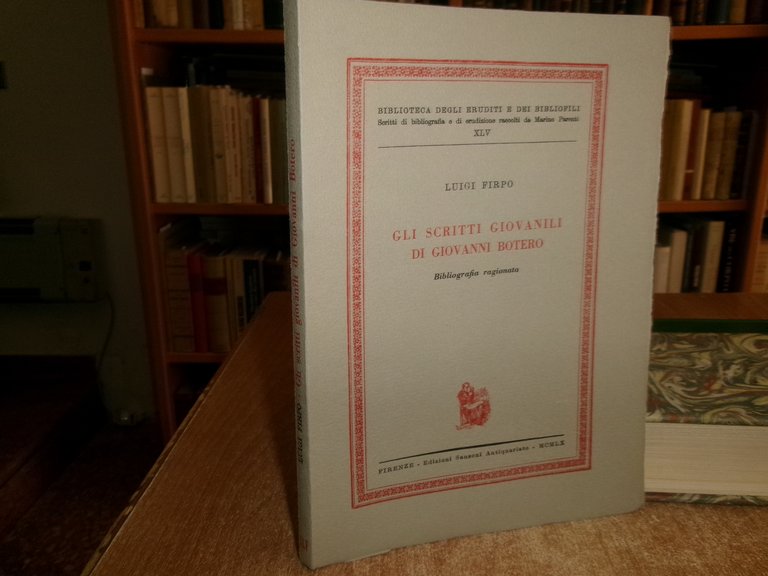 BIBLIOTECA DEGLI ERUDITI E DEI BIBLIOFILI
Scritti di bibliografia e di erudizione raccolti da Marino Parenti
XLV
LUIGI FIRPO
GLI SCRITTI GIOVANILI
DI GIOVANNI BOTERO
Bibliografia ragionata
FIRENZE - Edizioni Sansoni Antiquariato - MCMLX
LUIGI FIRPO - Gli scritti giovanili di Giovanni Botero